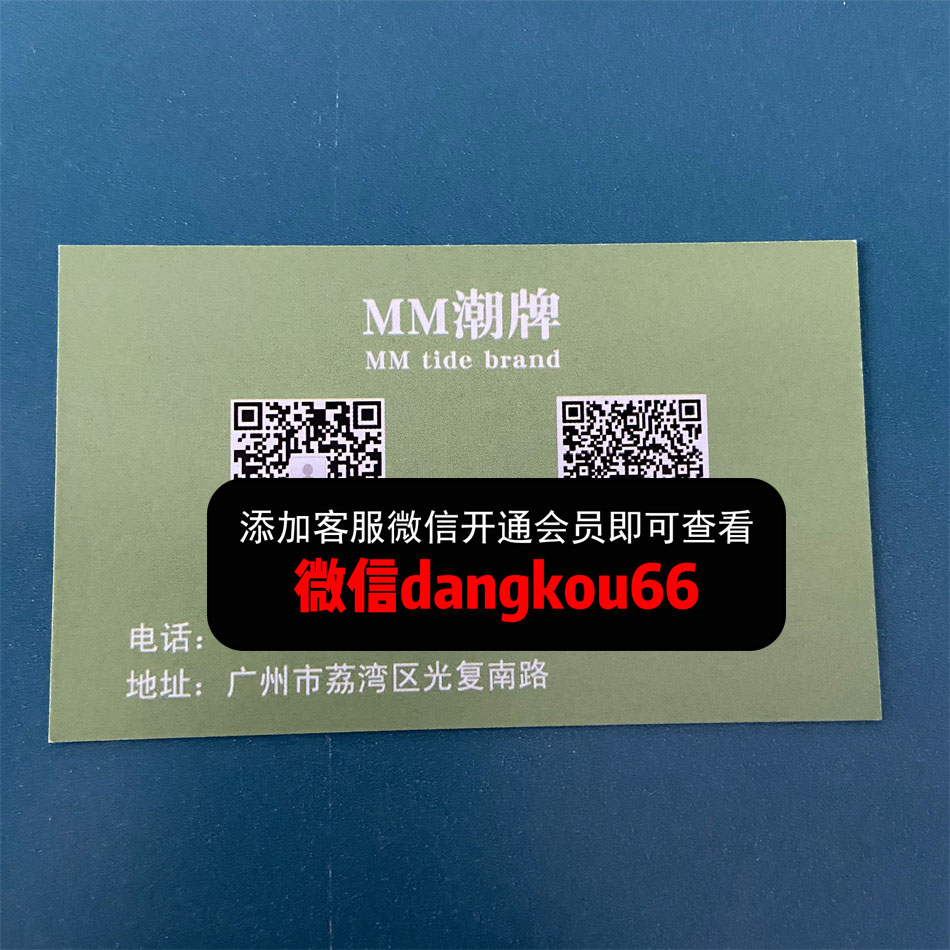 MM潮牌
MM tide brand
添加客服微信开通会员即可查看
微信dangkou66
电话：
地址：广州市荔湾区光复南路